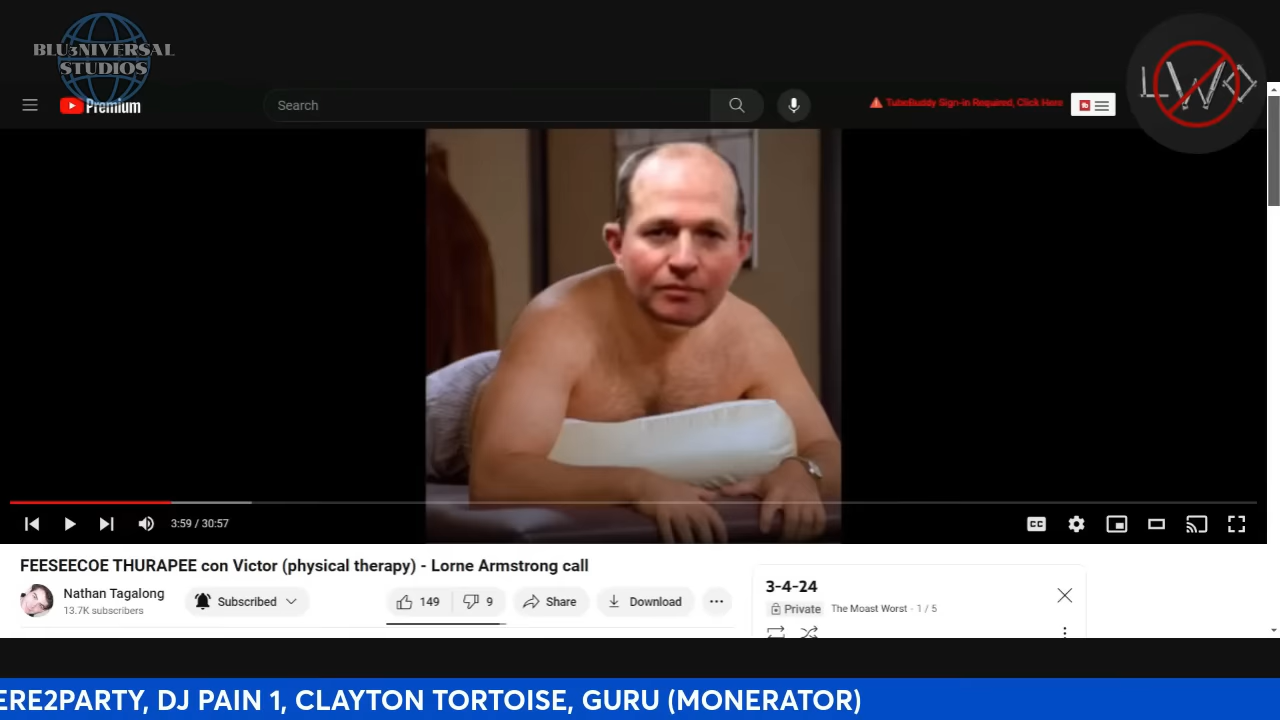 BLU3NIVERSAL
STUDIOS
LWO
Premium
Search
TubeBuddy Sign-in Required, Click Here
3:59 / 30:57
CC
FEESEECOE THURAPEE con Victor (physical therapy) - Lorne Armstrong call
Nathan Tagalong
13.7K subscribers
Subscribed
149
9
Share
Download
3-4-24
Private
The Moast Worst - 1 / 5
ERE2PARTY, DJ PAIN 1, CLAYTON TORTOISE, GURU (MONERATOR)